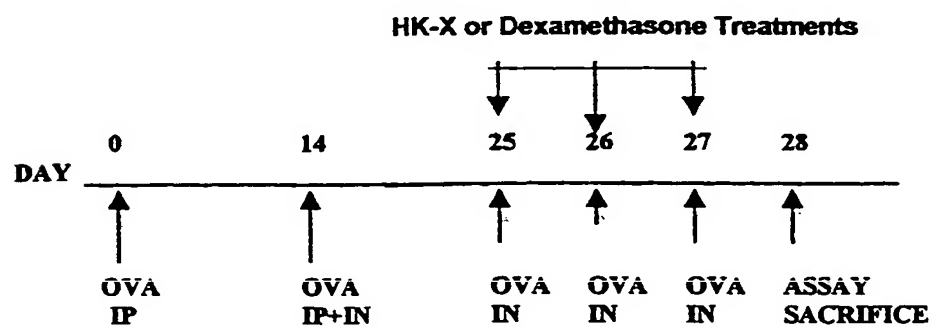 HK-X or Dexamethasone Treatments
0 14 25 26 27 28
DAY
OVA OVA OVA OVA OVA ASSAY
IP IP+IN IN IN IN SACRIFICE